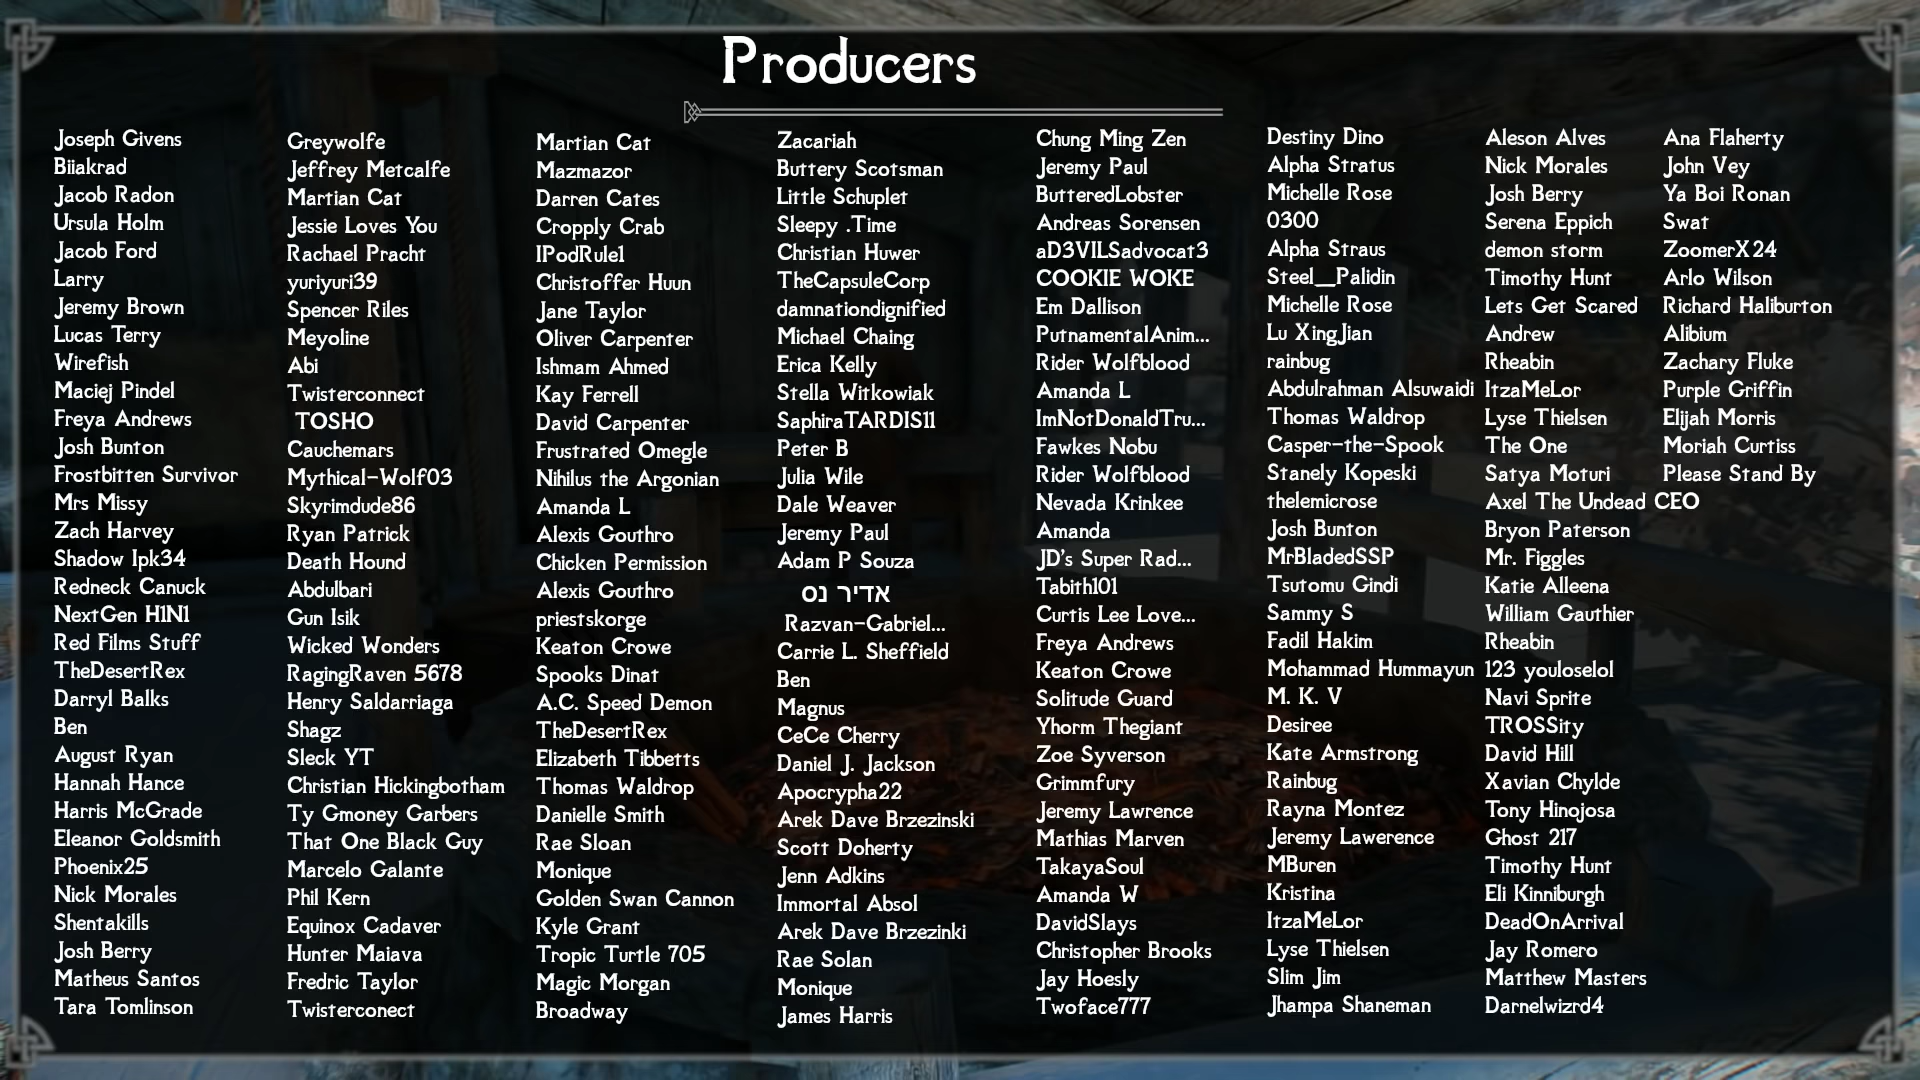 Producers
Joseph Givens
Biiakrad
Jacob Radon
Ursula Holm
Jacob Ford
Larry
Jeremy Brown
Lucas Terry
Wirefish
Maciej Pindel
Freya Andrews
Josh Bunton
Frostbitten Survivor
Mrs Missy
Zach Harvey
Shadow Ipk34
Redneck Canuck
NextGen H1N1
Red Films Stuff
TheDesertRex
Darryl Balks
Ben
August Ryan
Hannah Hance
Harris McGrade
Eleanor Goldsmith
Phoenix25
Nick Morales
Shentakills
Josh Berry
Matheus Santos
Tara Tomlinson
Greywolfe
Jeffrey Metcalfe
Martian Cat
Jessie Loves You
Rachael Pracht
yuriyuri39
Spencer Riles
Meyoline
Abi
Twisterconnect
TOSHO
Cauchemars
Mythical-Wolf03
Skyrimdude86
Ryan Patrick
Death Hound
Abdulbari
Gun Isik
Wicked Wonders
RagingRaven 5678
Henry Saldarriaga
Shagz
Sleck YT
Christian Hickingbotham
Ty Gmoney Garbers
That One Black Guy
Marcelo Galante
Phil Kern
Equinox Cadaver
Hunter Maiava
Fredric Taylor
Twisterconect
Martian Cat
Mazmazor
Darren Cates
Cropply Crab
IPodRule1
Christoffer Huun
Jane Taylor
Oliver Carpenter
Ishmam Ahmed
Kay Ferrell
David Carpenter
Frustrated Omegle
Nihilus the Argonian
Amanda L
Alexis Gouthro
Chicken Permission
Alexis Gouthro
priestskorge
Keaton Crowe
Spooks Dinat
A.C. Speed Demon
TheDesertRex
Elizabeth Tibbetts
Thomas Waldrop
Danielle Smith
Rae Sloan
Monique
Golden Swan Cannon
Kyle Grant
Tropic Turtle 705
Magic Morgan
Broadway
Zacariah
Buttery Scotsman
Little Schuplet
Sleepy .Time
Christian Huwer
TheCapsuleCorp
damnationdignified
Michael Chaing
Erica Kelly
Stella Witkowiak
SaphiraTARDIS11
Peter B
Julia Wile
Dale Weaver
Jeremy Paul
Adam P Souza
אדיר נס
Razvan-Gabriel...
Carrie L. Sheffield
Ben
Magnus
CeCe Cherry
Daniel J. Jackson
Apocrypha22
Arek Dave Brzezinski
Scott Doherty
Jenn Adkins
Immortal Absol
Arek Dave Brzezinki
Rae Solan
Monique
James Harris
Chung Ming Zen
Jeremy Paul
ButteredLobster
Andreas Sorensen
aD3VILSadvocat3
COOKIE WOKE
Em Dallison
PutnamentalAnim...
Rider Wolfblood
Amanda L
ImNotDonaldTru...
Fawkes Nobu
Rider Wolfblood
Nevada Krinkee
Amanda
JD's Super Rad...
Tabith101
Curtis Lee Love...
Freya Andrews
Keaton Crowe
Solitude Guard
Yhorm Thegiant
Zoe Syverson
Grimmfury
Jeremy Lawrence
Mathias Marven
TakayaSoul
Amanda W
DavidSlays
Christopher Brooks
Jay Hoesly
Twoface777
Destiny Dino
Alpha Stratus
Michelle Rose
0300
Alpha Straus
Steel__Palidin
Michelle Rose
Lu XingJian
rainbug
Abdulrahman Alsuwaidi
Thomas Waldrop
Casper-the-Spook
Stanely Kopeski
thelemicrose
Josh Bunton
MrBladedSSP
Tsutomu Gindi
Sammy S
Fadil Hakim
Mohammad Hummayun
M. K. V
Desiree
Kate Armstrong
Rainbug
Rayna Montez
Jeremy Lawerence
MBuren
Kristina
ItzaMeLor
Lyse Thielsen
Slim Jim
Jhampa Shaneman
Aleson Alves
Nick Morales
Josh Berry
Serena Eppich
demon storm
Timothy Hunt
Lets Get Scared
Andrew
Rheabin
ItzaMeLor
Lyse Thielsen
The One
Satya Moturi
Axel The Undead CEO
Bryon Paterson
Mr. Figgles
Katie Alleena
William Gauthier
Rheabin
123 youloselol
Navi Sprite
TROSSity
David Hill
Xavian Chylde
Tony Hinojosa
Ghost 217
Timothy Hunt
Eli Kinniburgh
DeadOnArrival
Jay Romero
Matthew Masters
Darnelwizrd4
Ana Flaherty
John Vey
Ya Boi Ronan
Swat
ZoomerX24
Arlo Wilson
Richard Haliburton
Alibium
Zachary Fluke
Purple Griffin
Elijah Morris
Moriah Curtiss
Please Stand By